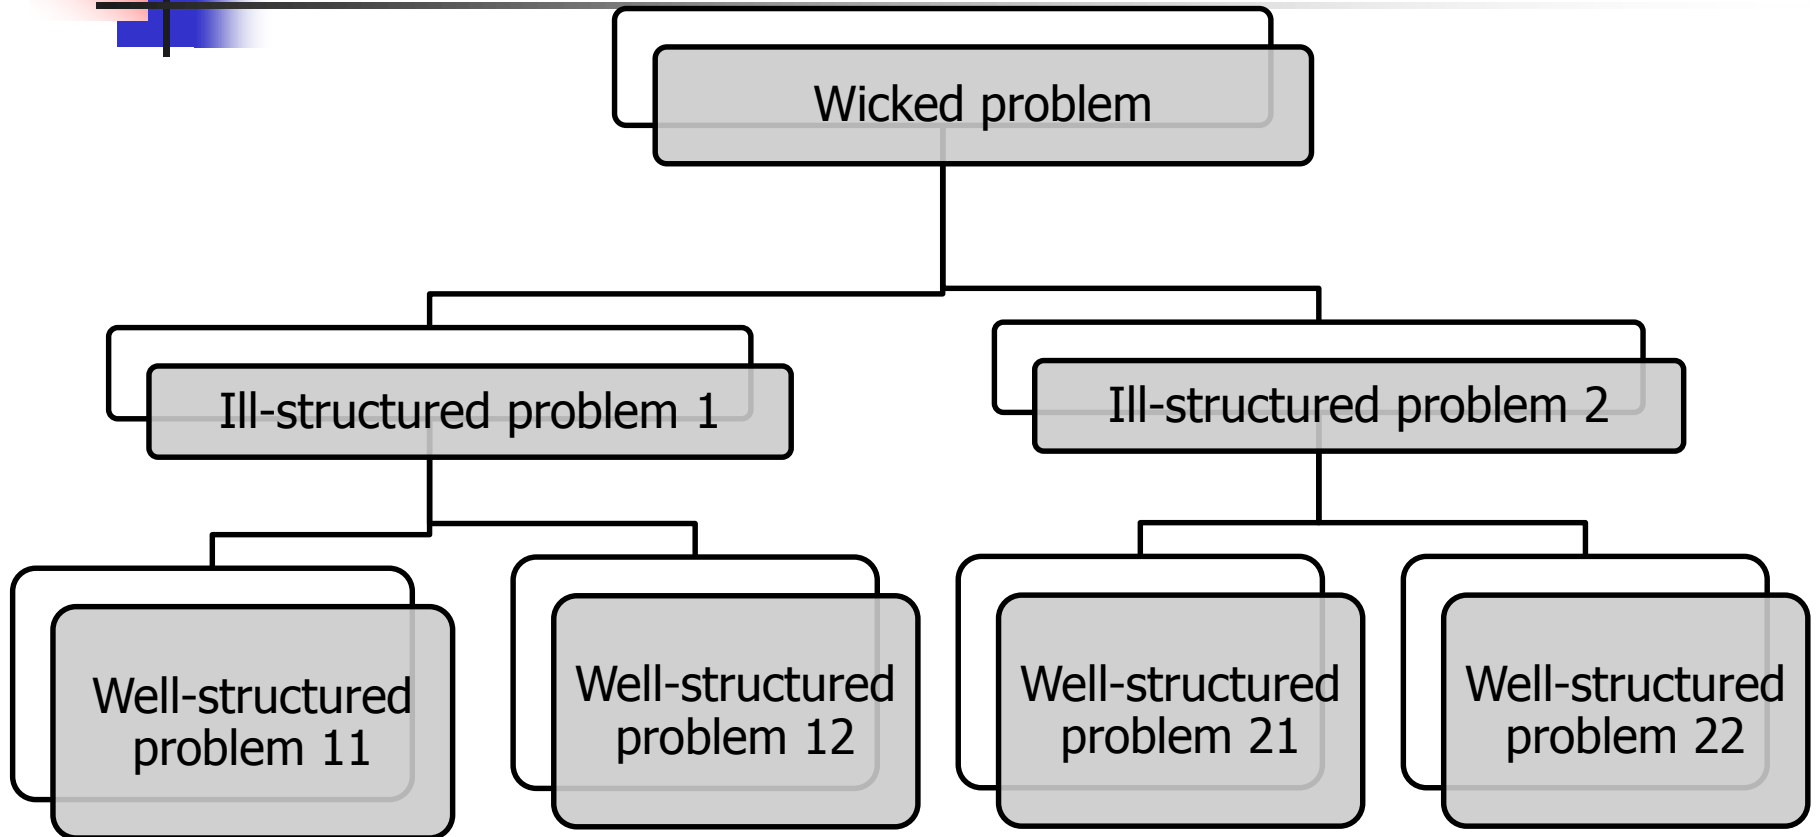 Wicked problem
Ill-structured problem 1
Ill-structured problem 2
Well-structured
problem 11
Well-structured
problem 12
Well-structured
problem 21
Well-structured
problem 22